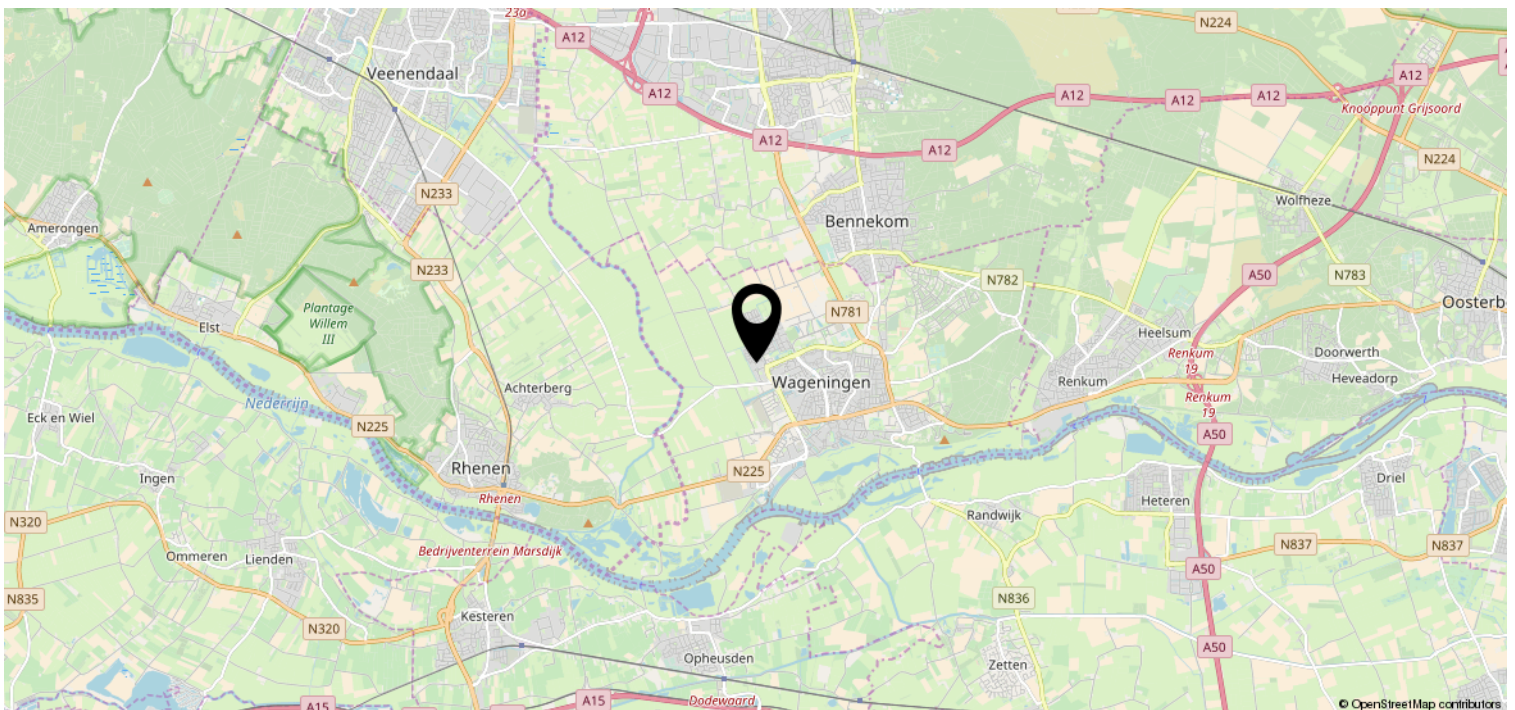 23a
A12
N224
Veenendaal
A12
A12
A12
A12
A12
A12
Knooppunt Grijsoord
A12
A12
N224
N233
Wolfheze
Amerongen
Bennekom
N233
N782
A50
N783
Plantage
Willem
III
Oosterb
Elst
N781
Heelsum
Renkum
19
Doorwerth
Nederrijn
Achterberg
Wageningen
Renkum
Heveadorp
Renkum
19
Eck en Wiel
N225
A50
Rhenen
N225
Ingen
Driel
Rhenen
Heteren
N320
Randwijk
Bedrijventerrein Marsdijk
N837
N837
Ommeren
Lienden
A50
N835
N836
Kesteren
N320
A50
Opheusden
Zetten
A15
A15
Dodewaard
© OpenStreetMap contributors